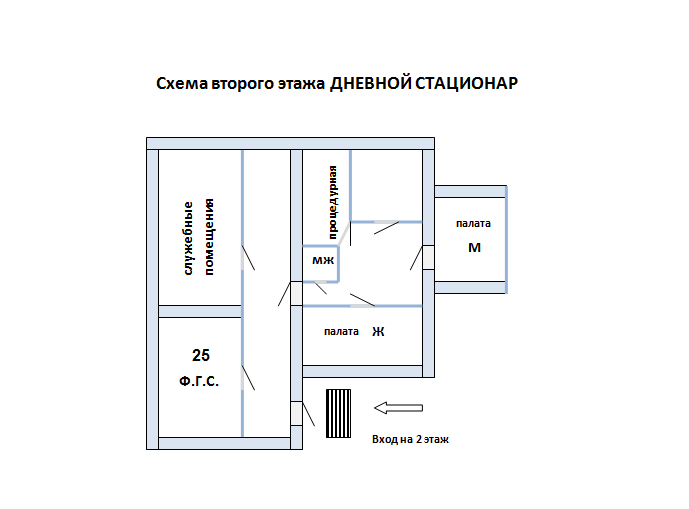 Схема второго этажа ДНЕВНОЙ СТАЦИОНАР
служебные
помещения
процедурная
палата
М
мж
палата Ж
25
Ф.Г.С.
Вход на 2 этаж